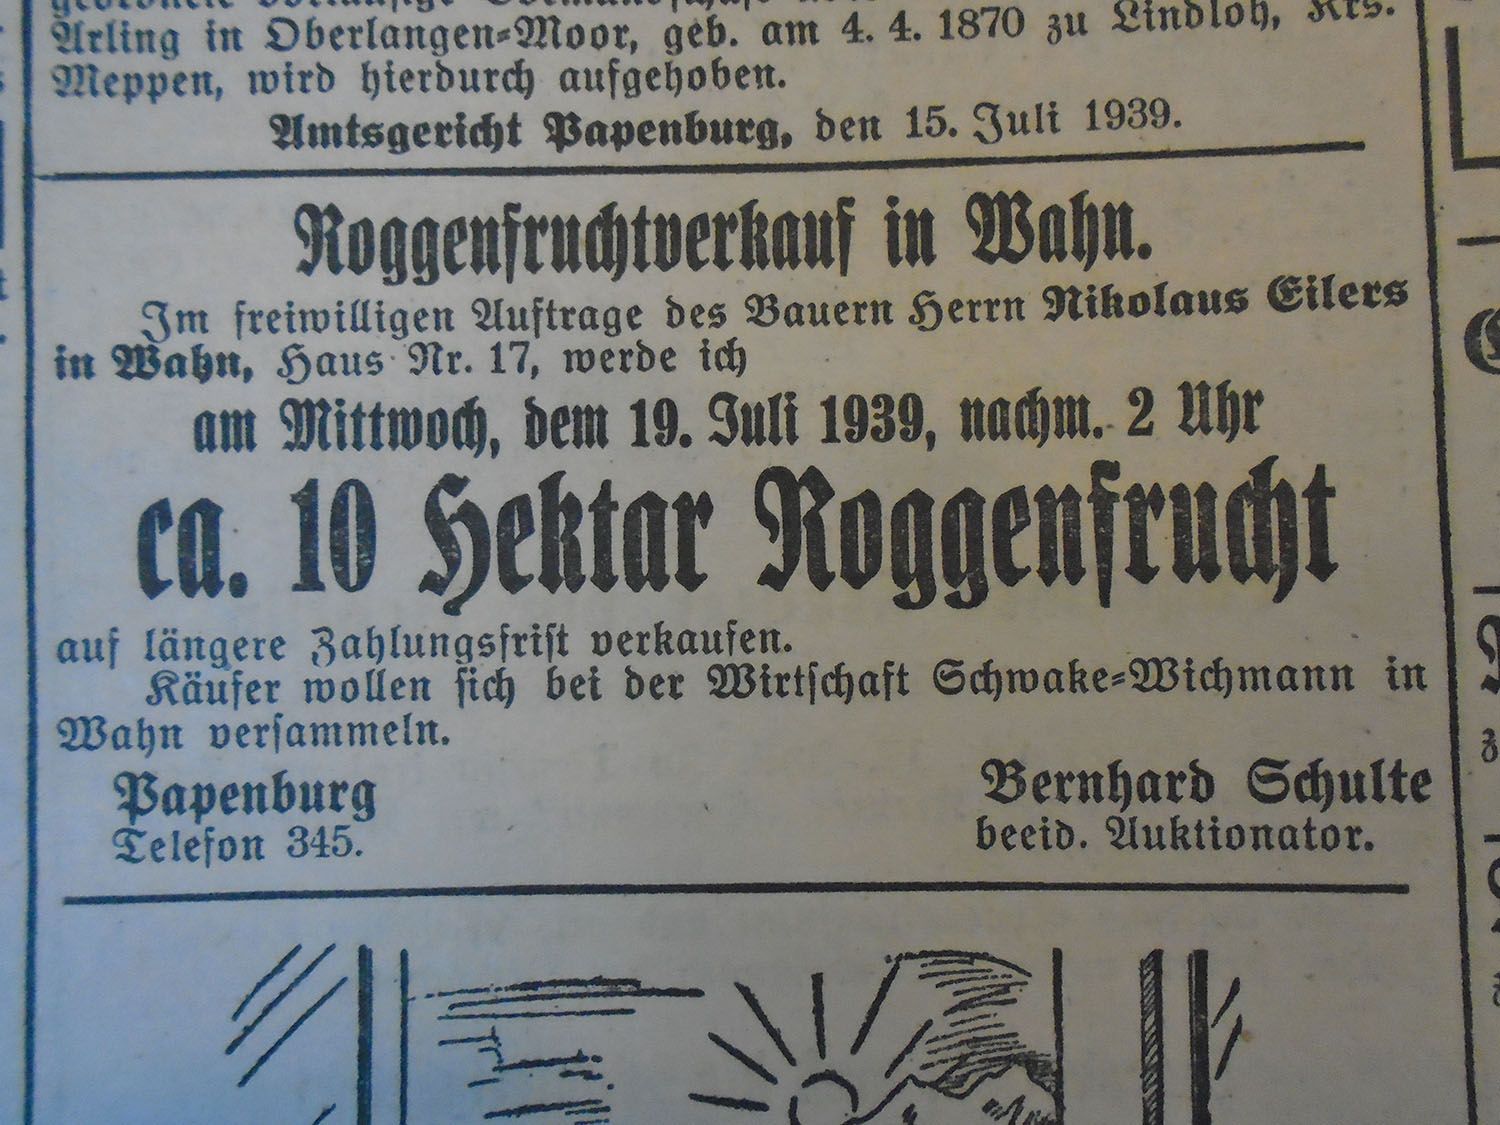 Arling in Oberlangen=Moor, geb. am 4. 4. 1870 zu Lindloh, Krs.
Meppen, wird hierdurch aufgehoben.
Amtsgericht Papenburg, den 15. Juli 1939.
Roggenfruchtverkauf in Wahn.
Im freiwilligen Auftrage des Bauern Herrn Nikolaus Eilers
in Wahn, Haus Nr. 17, werde ich
am Mittwoch, dem 19. Juli 1939, nachm. 2 Uhr
ca. 10 Hektar Roggenfrucht
auf längere Zahlungsfrist verkaufen.
Käufer wollen sich bei der Wirtschaft Schwake=Wichmann in
Wahn versammeln.
Papenburg
Telefon 345.
Bernhard Schulte
beeid. Auktionator.